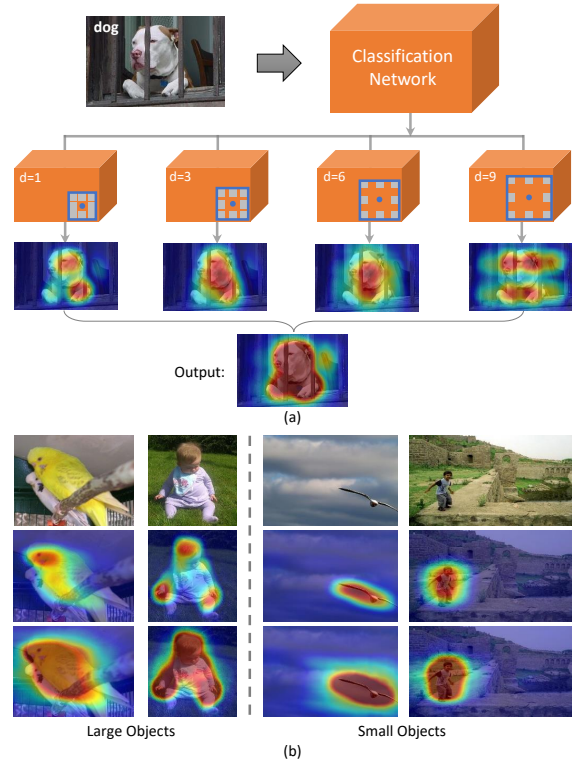 dog
Classification
Network
d=1
d=3
d=6
d=9
Output:
(a)
Large Objects
Small Objects
(b)